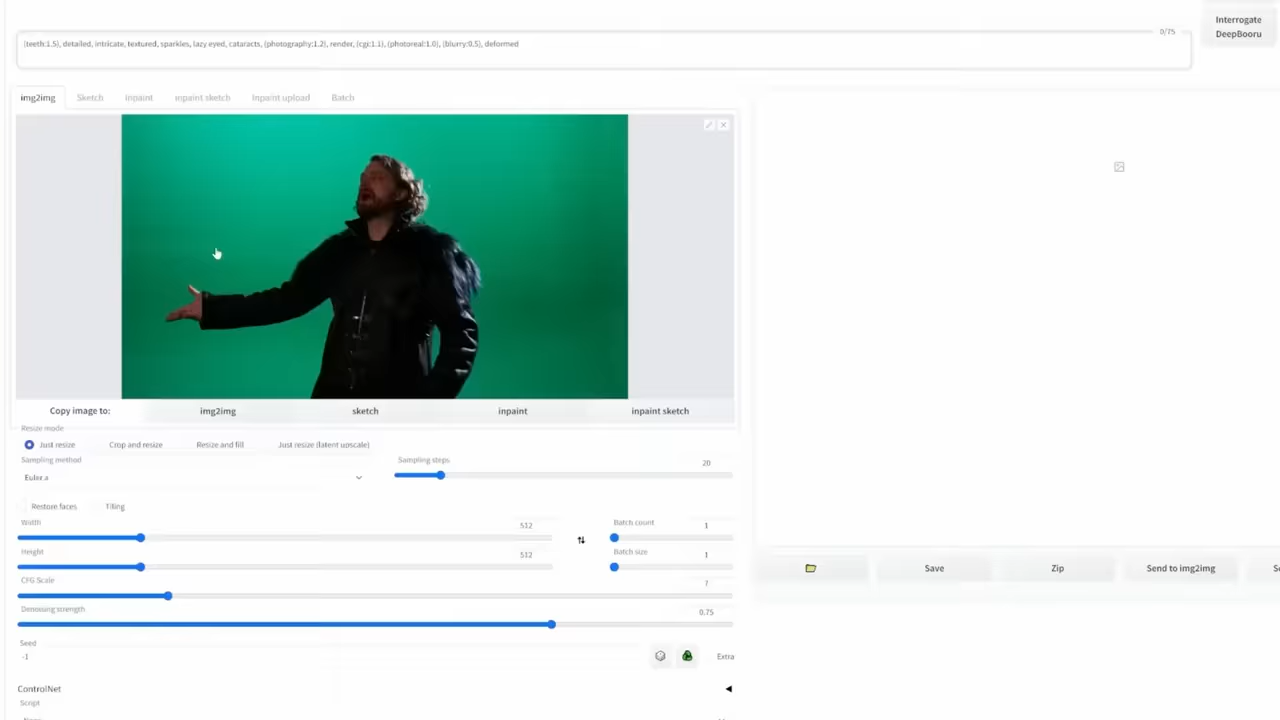 Interrogate
DeepBooru
0/75
(teeth:1.5), detailed, intricate, textured, sparkles, lazy eyed, cataracts, (photography:1.2), render, (cgi:1.1), (photoreal:1.0), (blurry:0.5), deformed
img2img Sketch Inpaint Inpaint sketch Inpaint upload Batch
Copy image to: img2img sketch inpaint inpaint sketch
Resize mode
Just resize Crop and resize Resize and fill Just resize (latent upscale)
Sampling method Sampling steps 20
Euler a
Restore faces Tiling
Width 512 Batch count 1
Height 512 Batch size 1
CFG Scale 7
Denoising strength 0.75
Save Zip Send to img2img
Seed
-1 Extra
ControlNet
Script